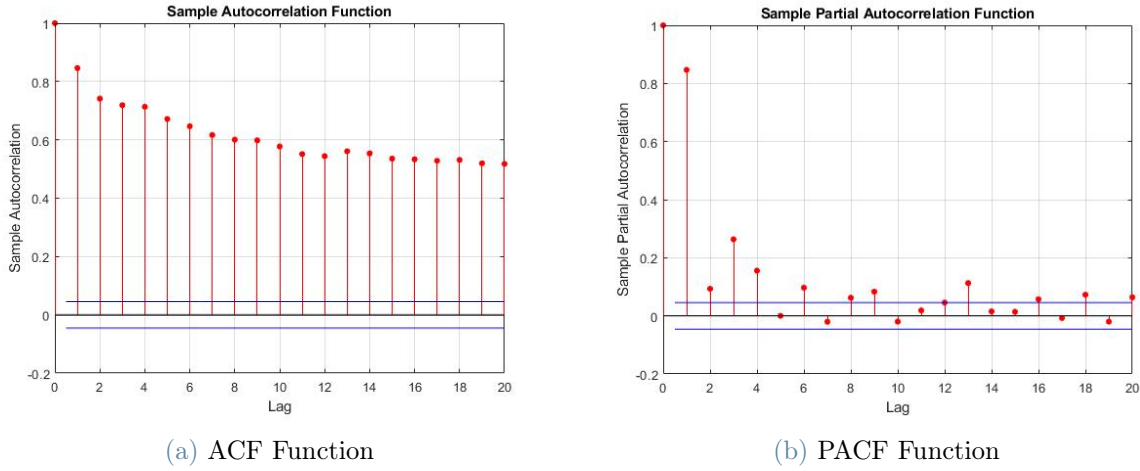 Sample Autocorrelation Function
1
0.8
0.6
0.4
0.2
0
-0.2
Sample Autocorrelation
0 2 4 6 8 10 12 14 16 18 20
Lag
(a) ACF Function
Sample Partial Autocorrelation Function
1
0.8
0.6
0.4
0.2
0
-0.2
Sample Partial Autocorrelation
0 2 4 6 8 10 12 14 16 18 20
Lag
(b) PACF Function